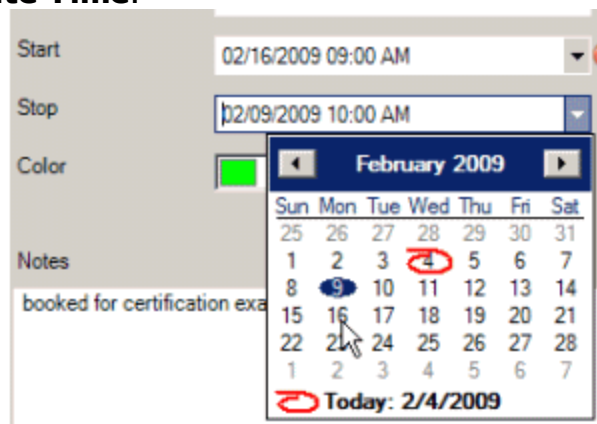 te Time.
Start 02/16/2009 09:00 AM
Stop 02/09/2009 10:00 AM
Color
February 2009
Sun Mon Tue Wed Thu Fri Sat
25 26 27 28 29 30 31
1 2 3 4 5 6 7
8 9 10 11 12 13 14
15 16 17 18 19 20 21
22 23 24 25 26 27 28
1 2 3 4 5 6 7
Today: 2/4/2009
Notes
booked for certification exa